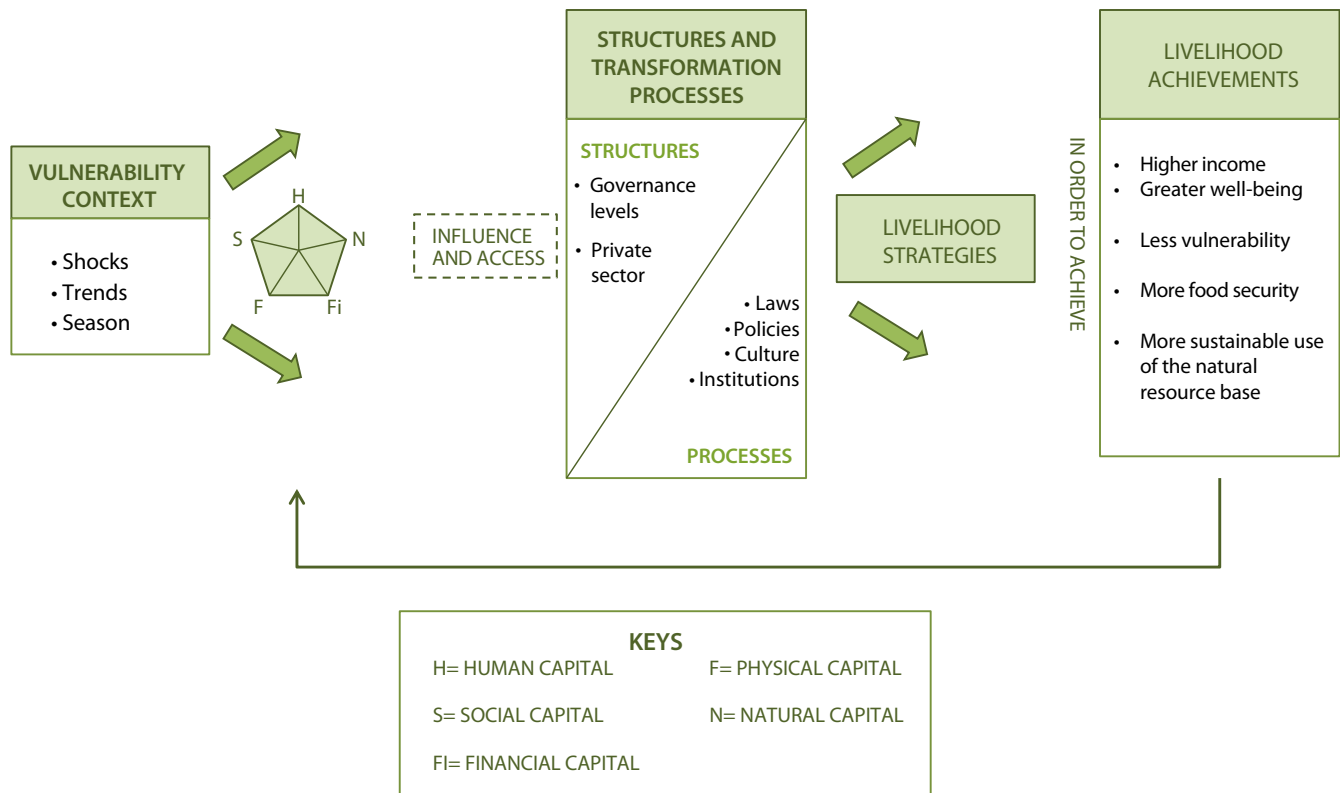 VULNERABILITY
CONTEXT
• Shocks
• Trends
• Season
H
S
N
F
Fi
INFLUENCE
AND ACCESS
STRUCTURES AND
TRANSFORMATION
PROCESSES
STRUCTURES
• Governance
levels
• Private
sector
• Laws
• Policies
• Culture
• Institutions
PROCESSES
LIVELIHOOD
STRATEGIES
IN ORDER TO ACHIEVE
LIVELIHOOD
ACHIEVEMENTS
• Higher income
• Greater well-being
• Less vulnerability
• More food security
• More sustainable use
of the natural
resource base
KEYS
H= HUMAN CAPITAL
F= PHYSICAL CAPITAL
S= SOCIAL CAPITAL
N= NATURAL CAPITAL
FI= FINANCIAL CAPITAL